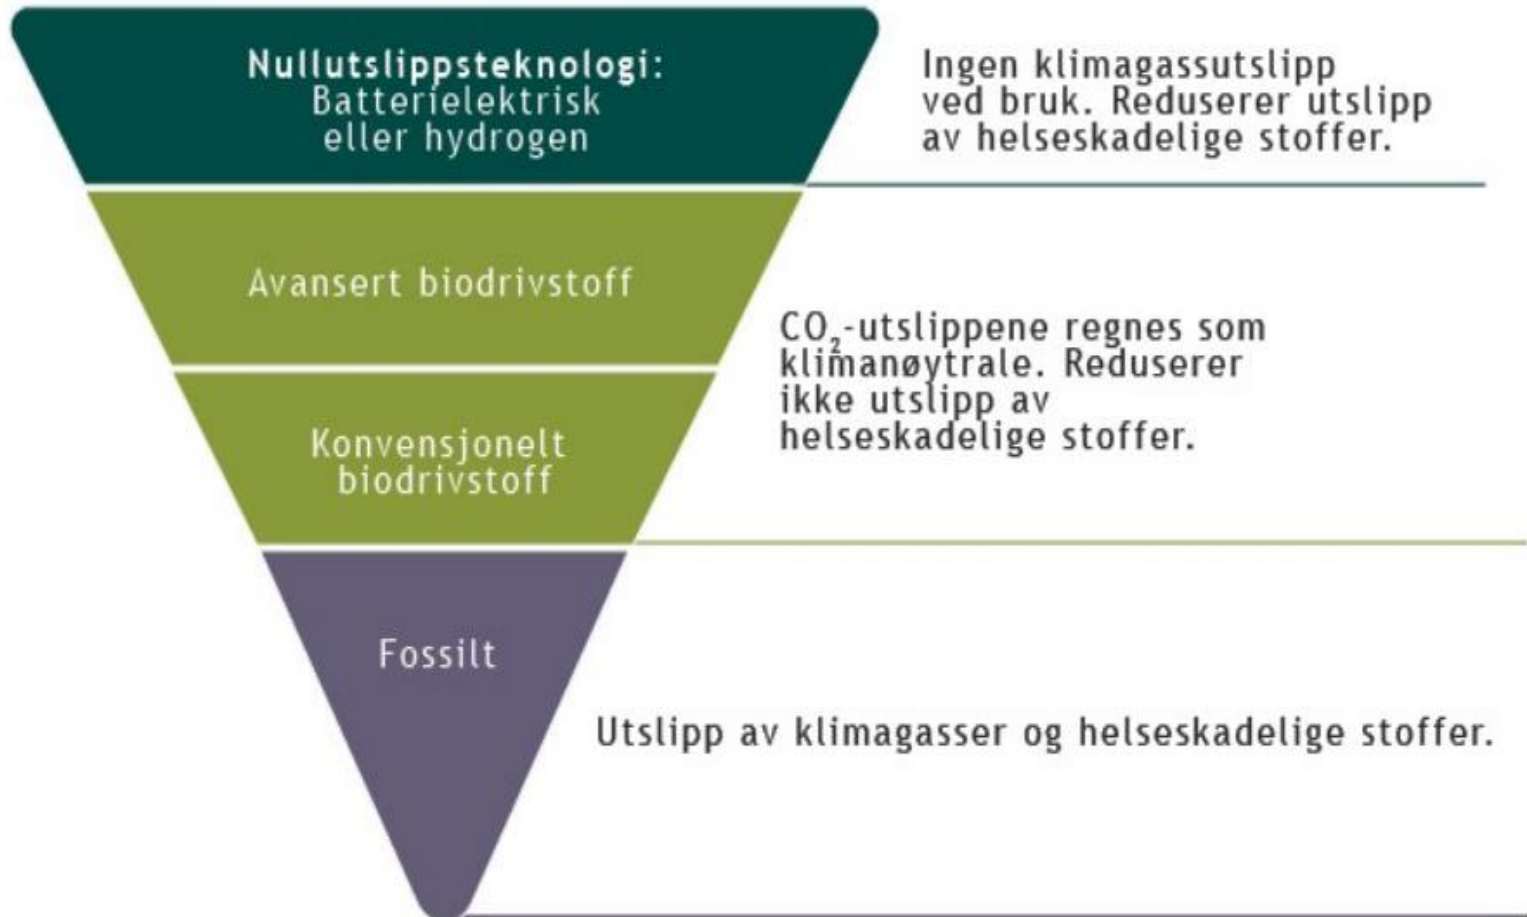 Nullutslippsteknologi:
Batterielektrisk
eller hydrogen
Ingen klimagassutslipp
ved bruk. Reduserer utslipp
av helseskadelige stoffer.
Avansert biodrivstoff
Konvensjonelt
biodrivstoff
CO₂-utslippene regnes som
klimanøytrale. Reduserer
ikke utslipp av
helseskadelige stoffer.
Fossilt
Utslipp av klimagasser og helseskadelige stoffer.